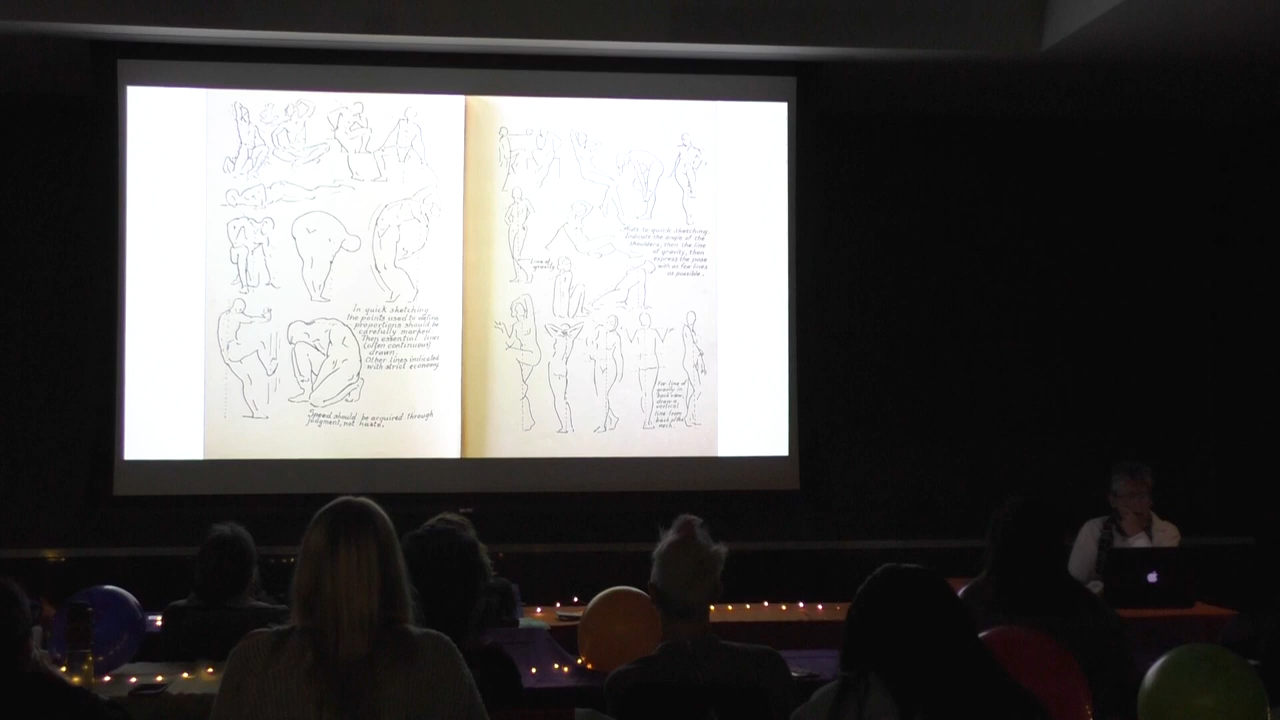 In quick sketching
the points used to define
proportions should be
carefully marked
Then essential lines
(often continuous)
drawn.
Other lines indicated
with strict economy
Speed should be acquired through
judgment, not haste.
Line of
gravity
Aids to quick sketching.
Indicate the angle of the
shoulders, then the line
of gravity, then
express the pose
with as few lines
as possible.
For line of
gravity in
back view,
draw a
vertical
line from
back of the
neck.